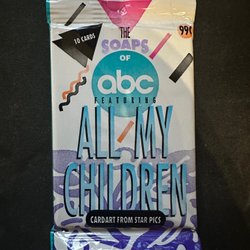 THE
SOAPS
10 CARDS
OF
99¢
abc
FEATURING
ALL MY
CHILDREN
CARDART FROM STAR PICS